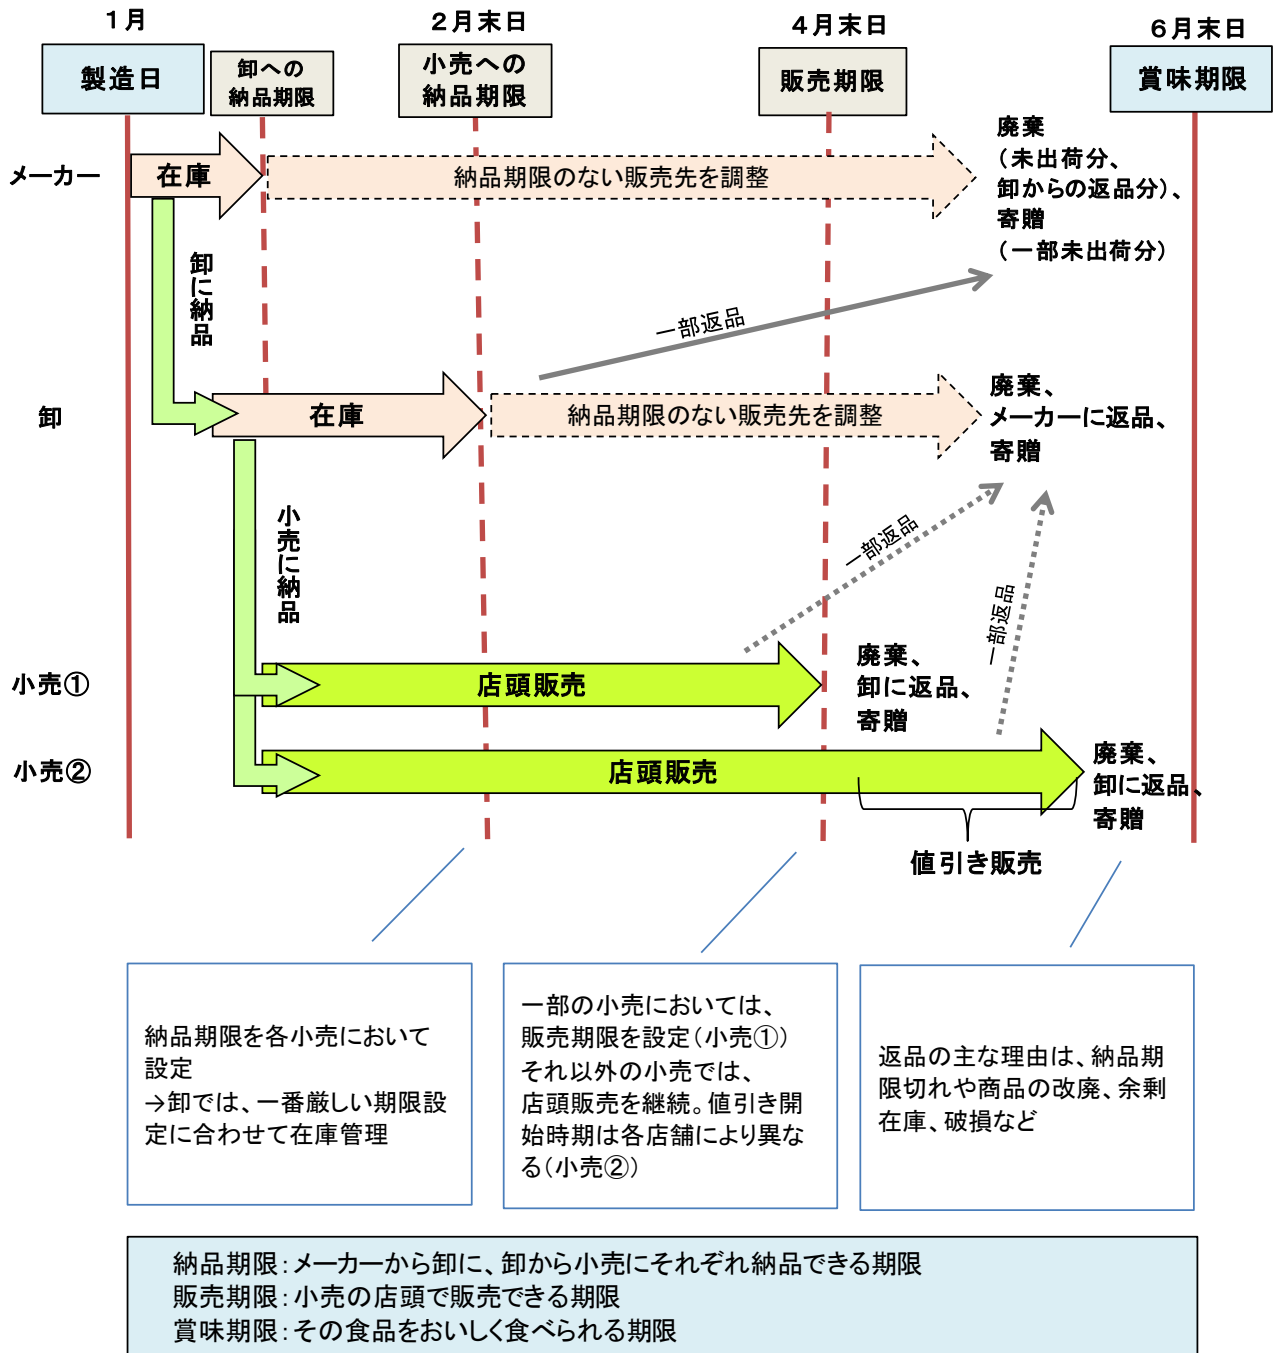 １月
２月末日
４月末日
６月末日
製造日
卸への
納品期限
小売への
納品期限
販売期限
賞味期限
メーカー
在庫
納品期限のない販売先を調整
廃棄
（未出荷分、
卸からの返品分）、
寄贈
（一部未出荷分）
卸に納品
一部返品
卸
在庫
納品期限のない販売先を調整
廃棄、
メーカーに返品、
寄贈
小売に納品
一部返品
一部返品
小売①
店頭販売
廃棄、
卸に返品、
寄贈
小売②
店頭販売
廃棄、
卸に返品、
寄贈
値引き販売
納品期限を各小売において
設定
→卸では、一番厳しい期限設
定に合わせて在庫管理
一部の小売においては、
販売期限を設定（小売①）
それ以外の小売では、
店頭販売を継続。値引き開
始時期は各店舗により異な
る（小売②）
返品の主な理由は、納品期
限切れや商品の改廃、余剰
在庫、破損など
納品期限：メーカーから卸に、卸から小売にそれぞれ納品できる期限
販売期限：小売の店頭で販売できる期限
賞味期限：その食品をおいしく食べられる期限